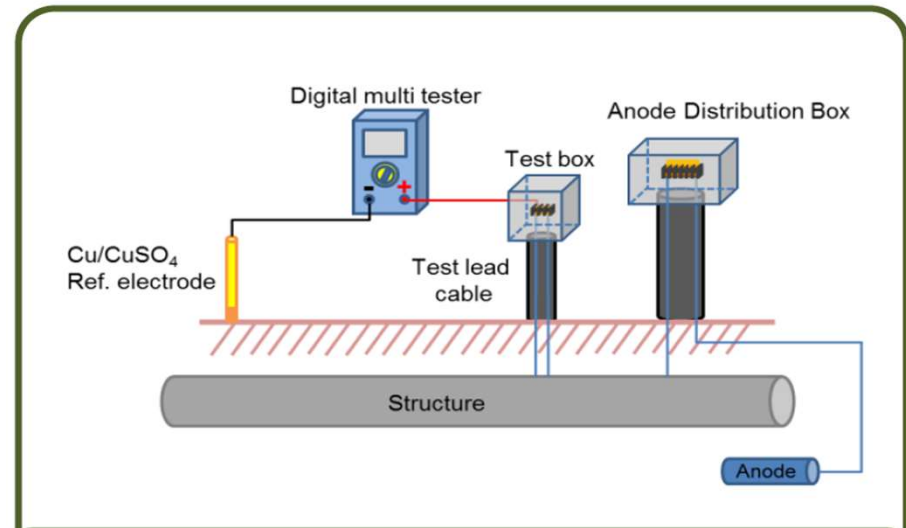 Digital multi tester
Anode Distribution Box
Test box
- +
Cu/CuSO₄
Ref. electrode
Test lead
cable
Structure
Anode